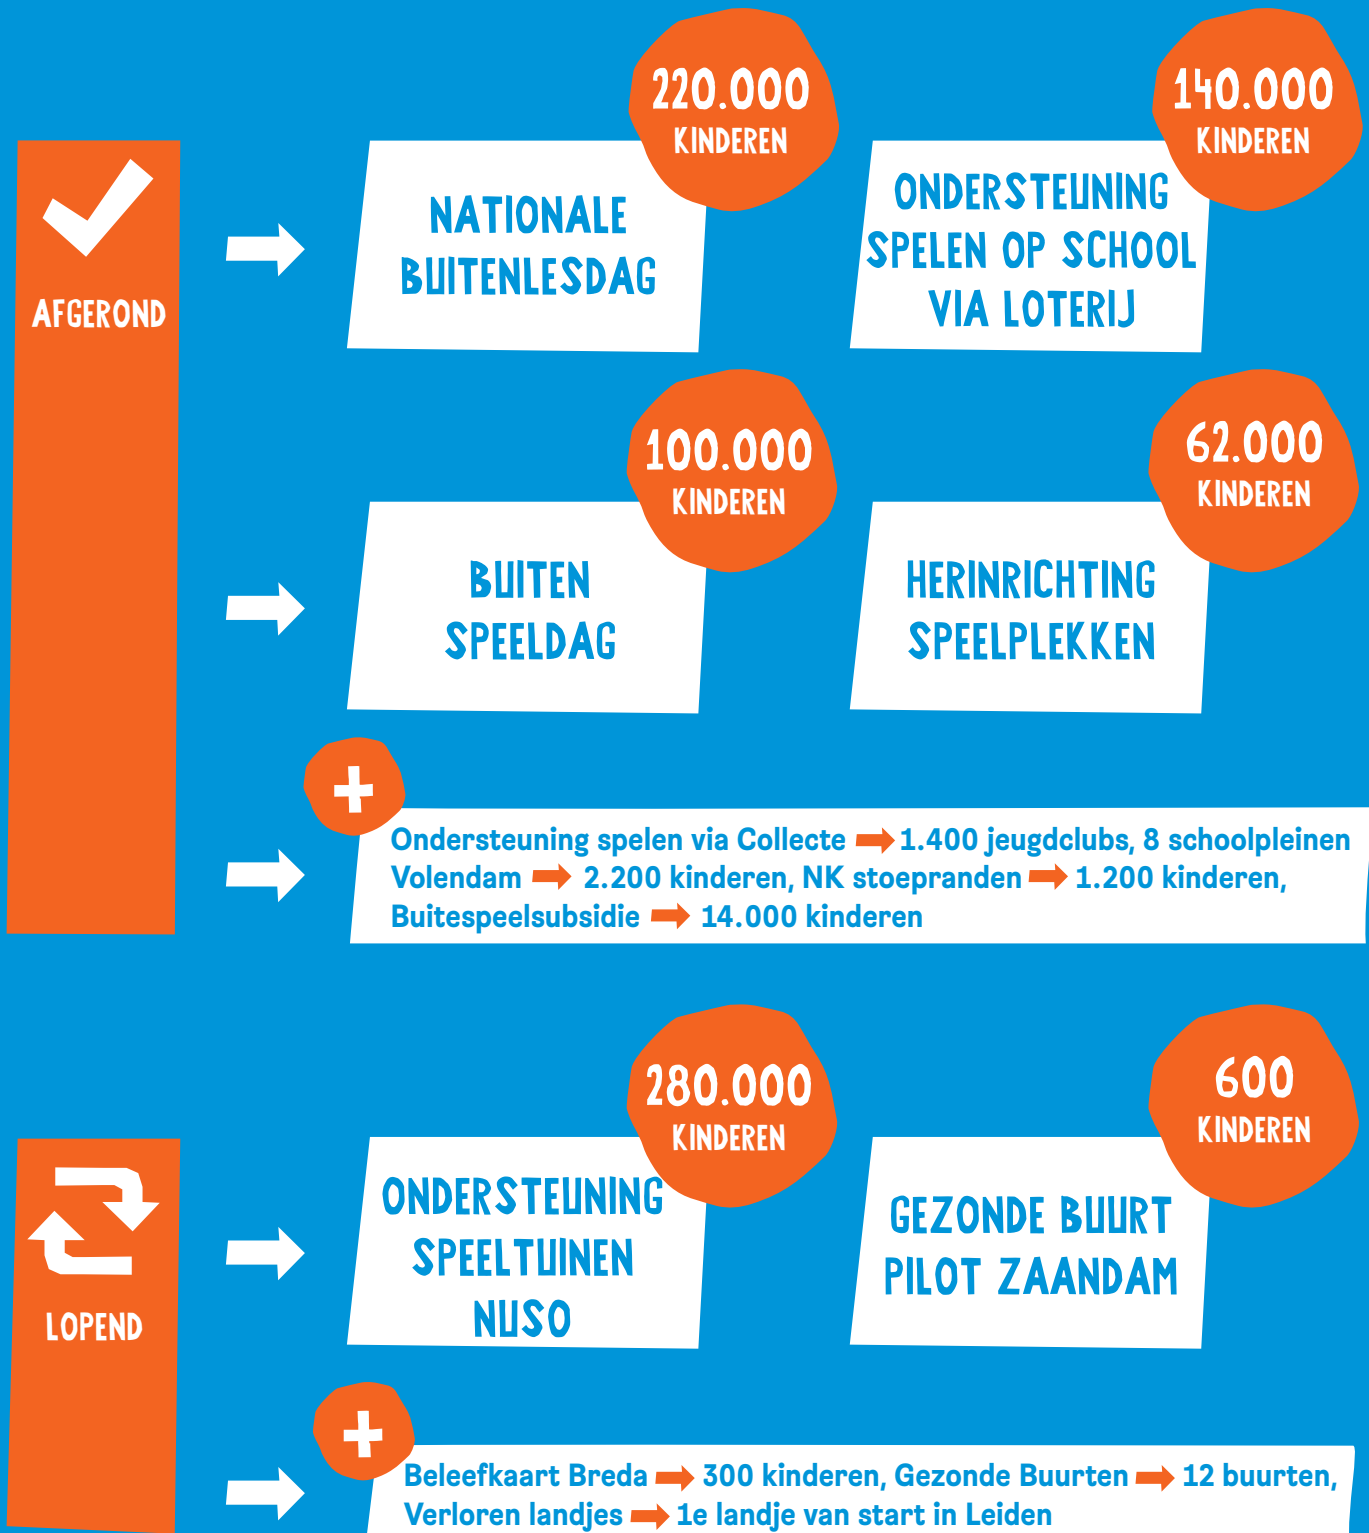 220.000
KINDEREN
140.000
KINDEREN
AFGEROND
NATIONALE
BUITENLESDAG
ONDERSTEUNING
SPELEN OP SCHOOL
VIA LOTERIJ
100.000
KINDEREN
62.000
KINDEREN
BUITEN
SPEELDAG
HERINRICHTING
SPEELPLEKKEN
+
Ondersteuning spelen via Collecte ➡ 1.400 jeugdclubs, 8 schoolpleinen
Volendam ➡ 2.200 kinderen, NK stoepranden ➡ 1.200 kinderen,
Buitespeelsubsidie ➡ 14.000 kinderen
280.000
KINDEREN
600
KINDEREN
LOPEND
ONDERSTEUNING
SPEELTUINEN
NUSO
GEZONDE BUURT
PILOT ZAANDAM
+
Beleefkaart Breda ➡ 300 kinderen, Gezonde Buurten ➡ 12 buurten,
Verloren landjes ➡ 1e landje van start in Leiden